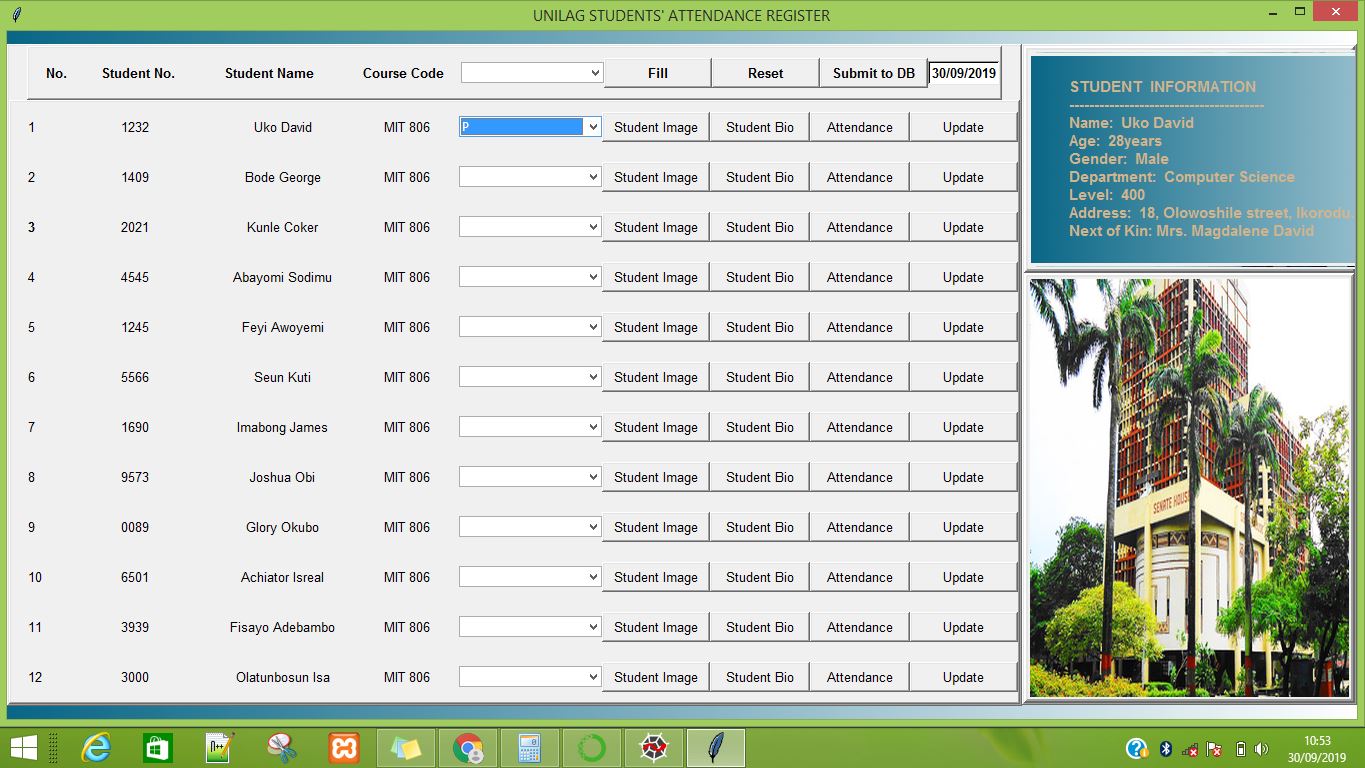 UNILAG STUDENTS' ATTENDANCE REGISTER
No. Student No. Student Name Course Code Fill Reset Submit to DB 30/09/2019
1 1232 Uko David MIT 806 P Student Image Student Bio Attendance Update
2 1409 Bode George MIT 806 Student Image Student Bio Attendance Update
3 2021 Kunle Coker MIT 806 Student Image Student Bio Attendance Update
4 4545 Abayomi Sodimu MIT 806 Student Image Student Bio Attendance Update
5 1245 Feyi Awoyemi MIT 806 Student Image Student Bio Attendance Update
6 5566 Seun Kuti MIT 806 Student Image Student Bio Attendance Update
7 1690 Imabong James MIT 806 Student Image Student Bio Attendance Update
8 9573 Joshua Obi MIT 806 Student Image Student Bio Attendance Update
9 0089 Glory Okubo MIT 806 Student Image Student Bio Attendance Update
10 6501 Achiator Isreal MIT 806 Student Image Student Bio Attendance Update
11 3939 Fisayo Adebambo MIT 806 Student Image Student Bio Attendance Update
12 3000 Olatunbosun Isa MIT 806 Student Image Student Bio Attendance Update
STUDENT INFORMATION
---------------------------------------
Name: Uko David
Age: 28years
Gender: Male
Department: Computer Science
Level: 400
Address: 18, Olowoshile street, Ikorodu.
Next of Kin: Mrs. Magdalene David
SENATE HOUSE
10:53
30/09/2019